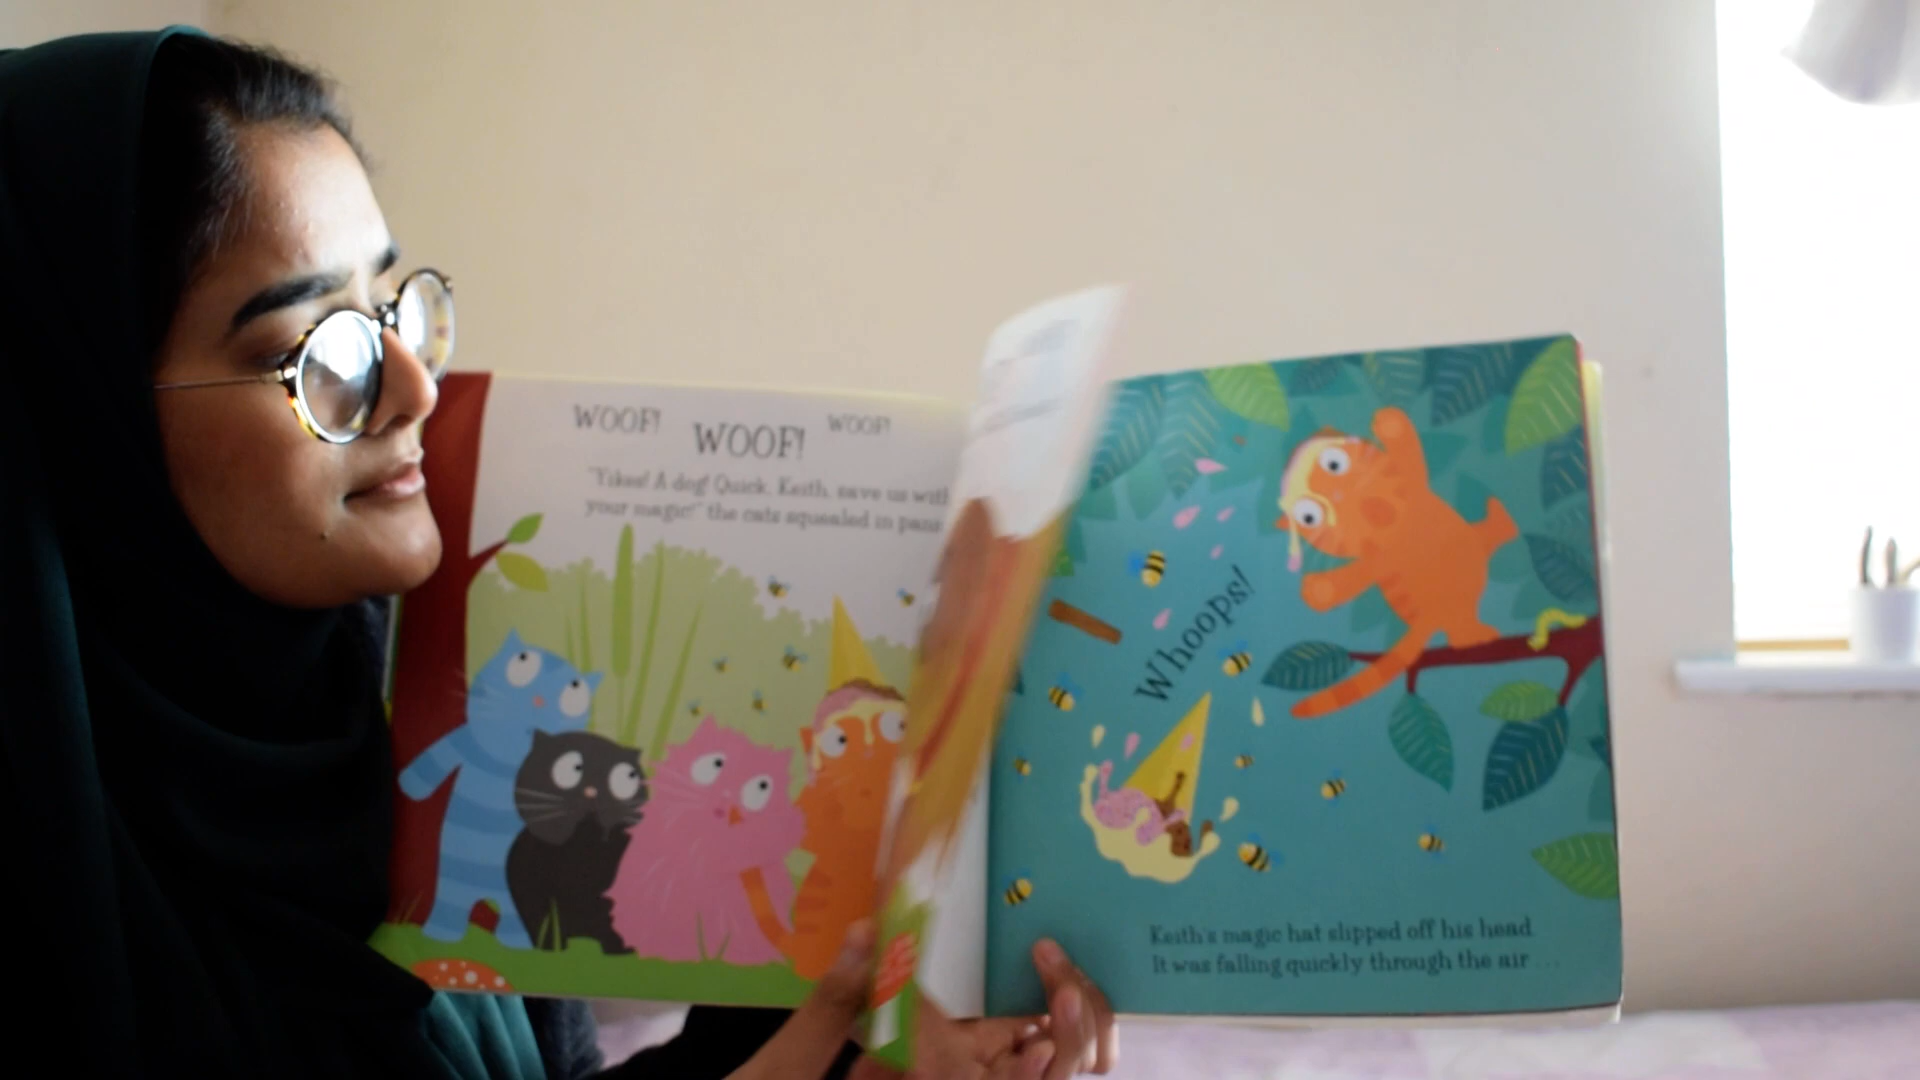 WOOF! WOOF! WOOF!
"Yikes! A dog! Quick, Keith, save us with
your magic!" the cats squealed in panic
Whoops!
Keith's magic hat slipped off his head.
It was falling quickly through the air ...